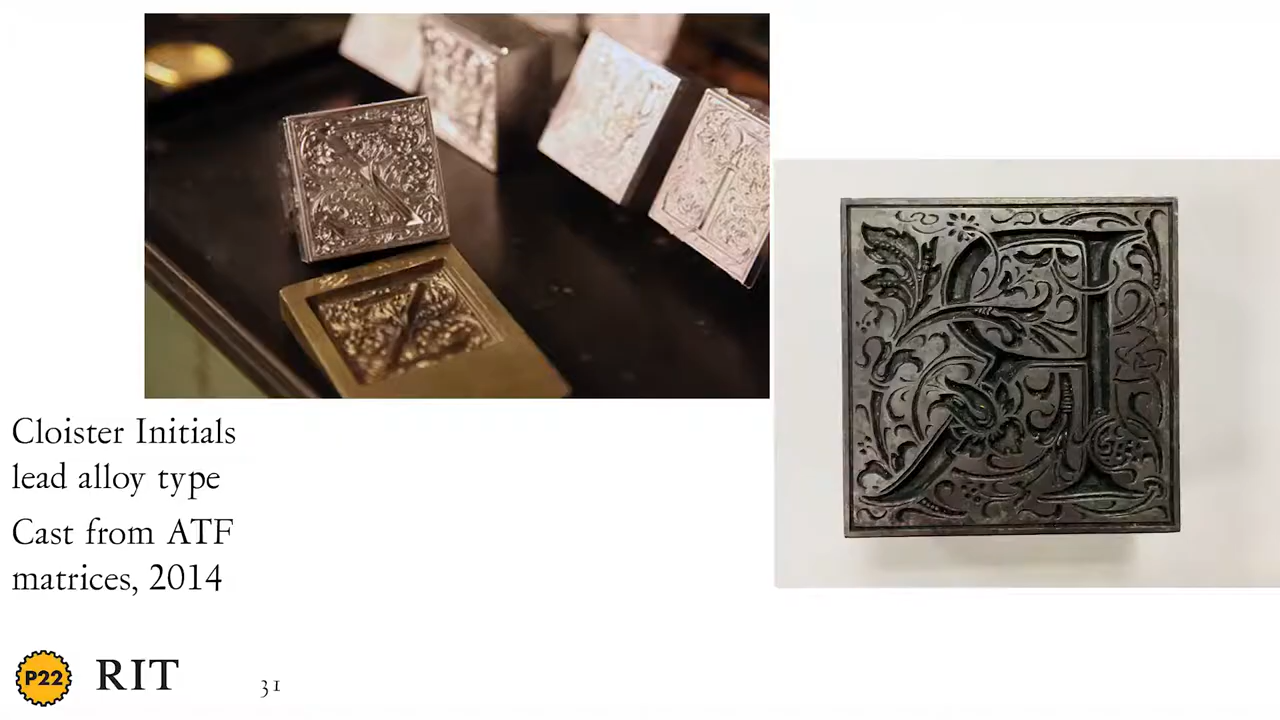 Cloister Initials
lead alloy type
Cast from ATF
matrices, 2014
P22
RIT
31